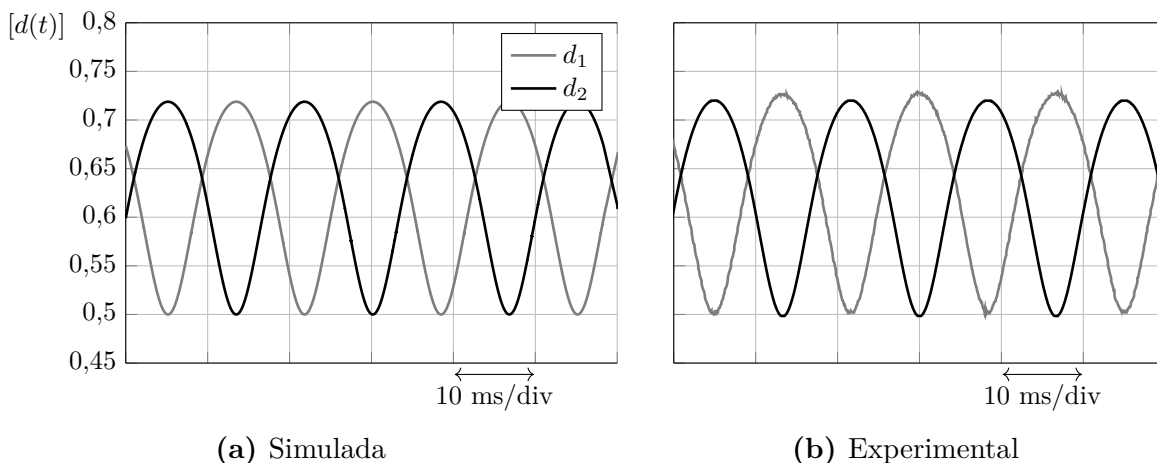 [d(t)]
0,8
0,75
0,7
0,65
0,6
0,55
0,5
0,45
d₁
d₂
10 ms/div
10 ms/div
(a) Simulada
(b) Experimental